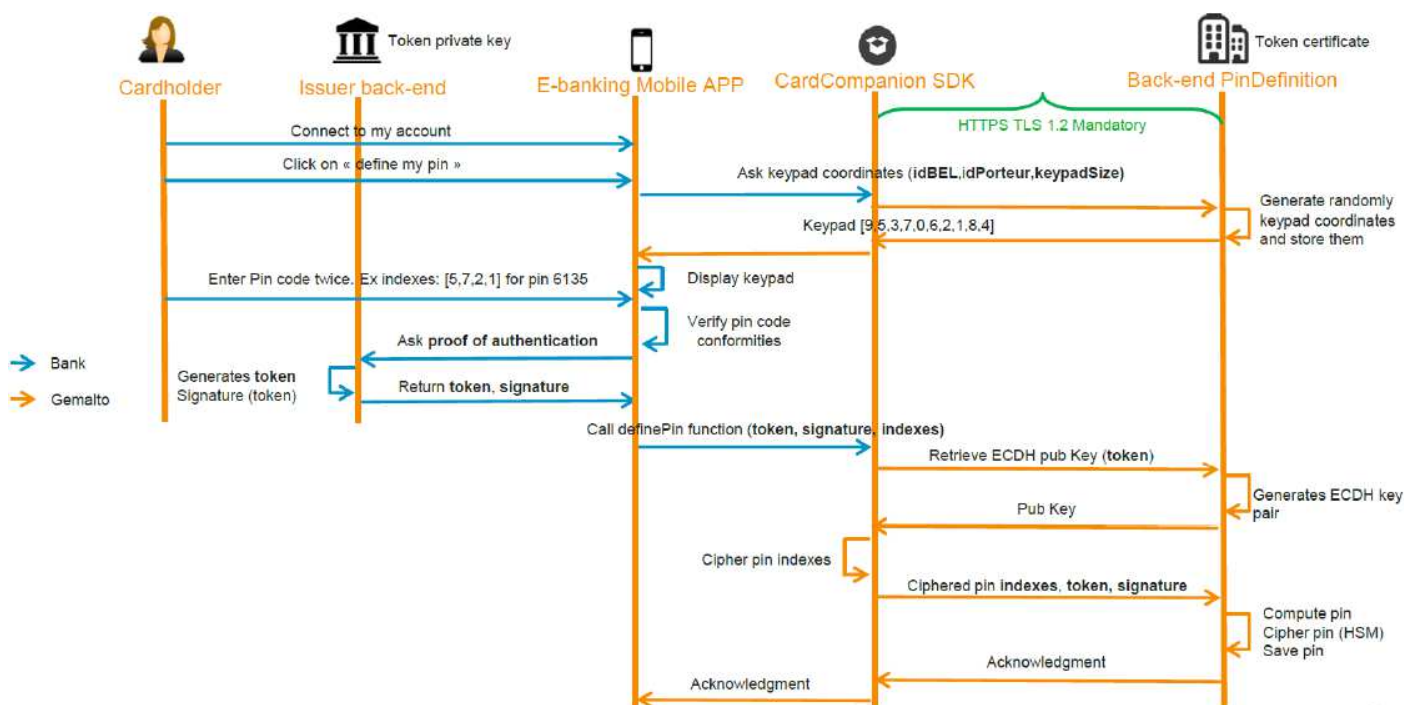 Token private key
Token certificate
Cardholder
Issuer back-end
E-banking Mobile APP
CardCompanion SDK
Back-end PinDefinition
HTTPS TLS 1.2 Mandatory
Connect to my account
Click on « define my pin »
Ask keypad coordinates (idBEL,idPorteur,keypadSize)
Generate randomly
keypad coordinates
and store them
Keypad [9,5,3,7,0,6,2,1,8,4]
Enter Pin code twice. Ex indexes: [5,7,2,1] for pin 6135
Display keypad
Verify pin code
conformities
Ask proof of authentication
Bank
Generates token
Signature (token)
Return token, signature
Gemalto
Call definePin function (token, signature, indexes)
Retrieve ECDH pub Key (token)
Generates ECDH key
pair
Pub Key
Cipher pin indexes
Ciphered pin indexes, token, signature
Compute pin
Cipher pin (HSM)
Save pin
Acknowledgment
Acknowledgment